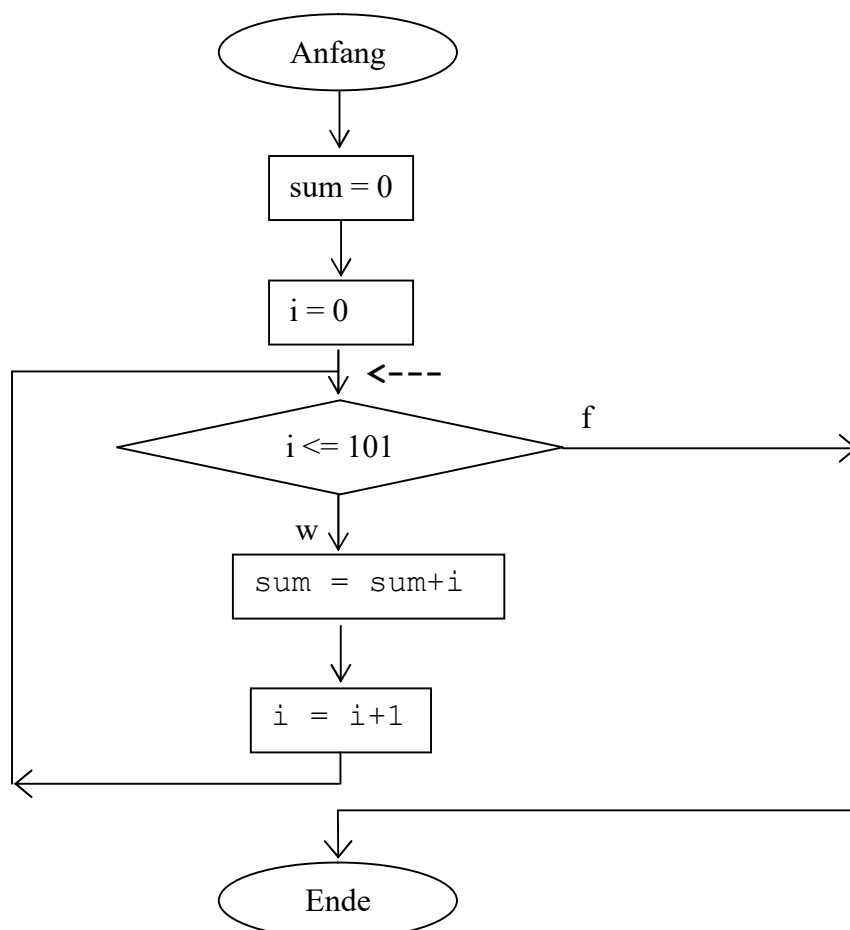 Anfang
sum = 0
i = 0
i <= 101
f
w
sum = sum+i
i = i+1
Ende